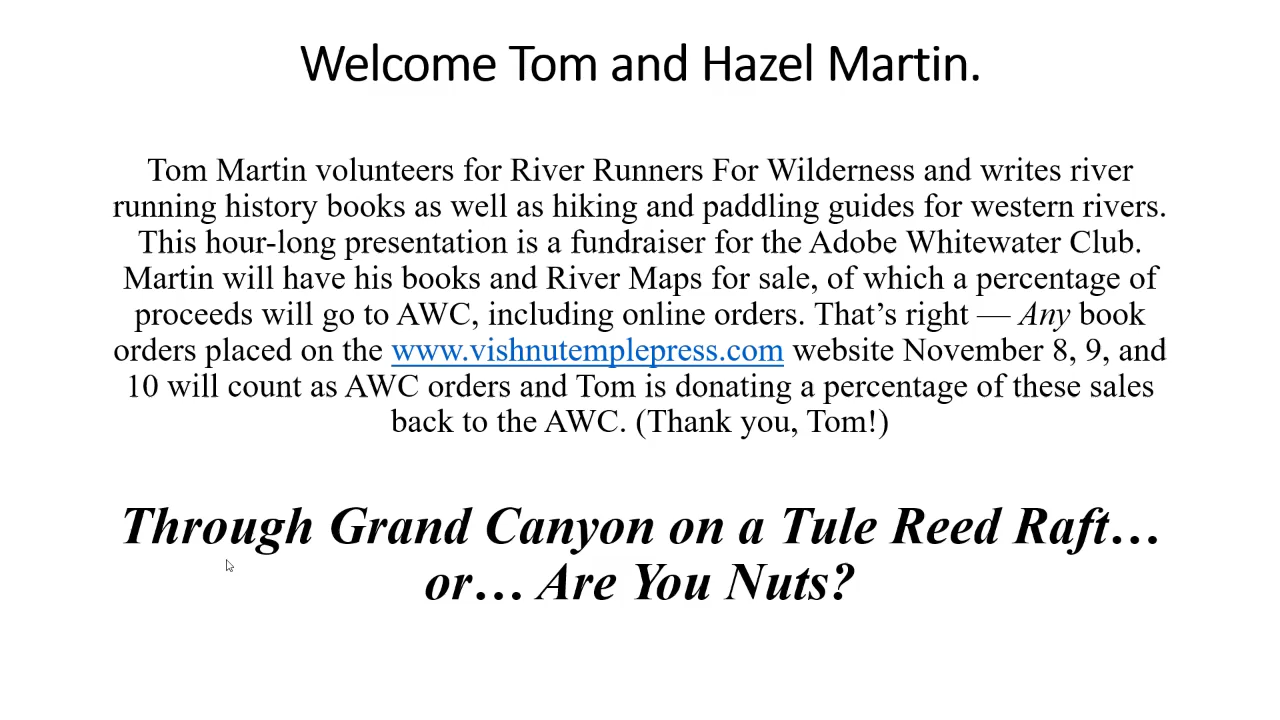 Welcome Tom and Hazel Martin.
Tom Martin volunteers for River Runners For Wilderness and writes river
running history books as well as hiking and paddling guides for western rivers.
This hour-long presentation is a fundraiser for the Adobe Whitewater Club.
Martin will have his books and River Maps for sale, of which a percentage of
proceeds will go to AWC, including online orders. That’s right — Any book
orders placed on the www.vishnutemplepress.com website November 8, 9, and
10 will count as AWC orders and Tom is donating a percentage of these sales
back to the AWC. (Thank you, Tom!)
Through Grand Canyon on a Tule Reed Raft…
or… Are You Nuts?